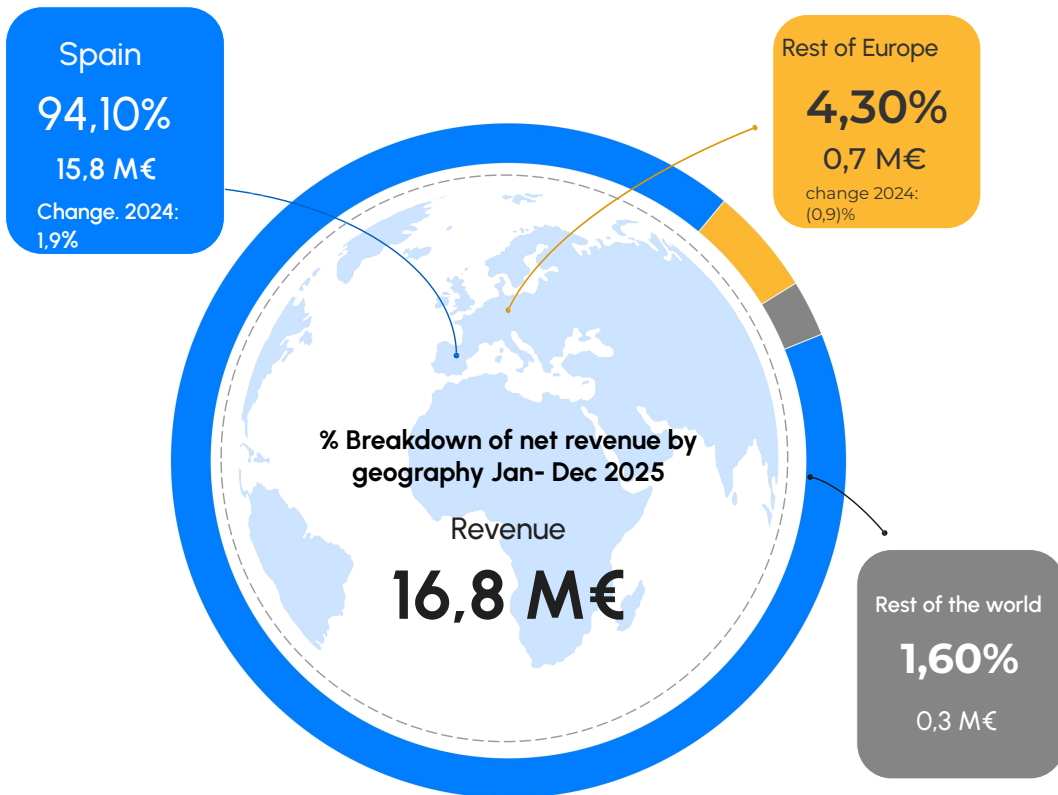 Spain
94,10%
15,8 M€
Change. 2024:
1,9%
Rest of Europe
4,30%
0,7 M€
change 2024:
(0,9)%
% Breakdown of net revenue by
geography Jan- Dec 2025
Revenue
16,8 M€
Rest of the world
1,60%
0,3 M€